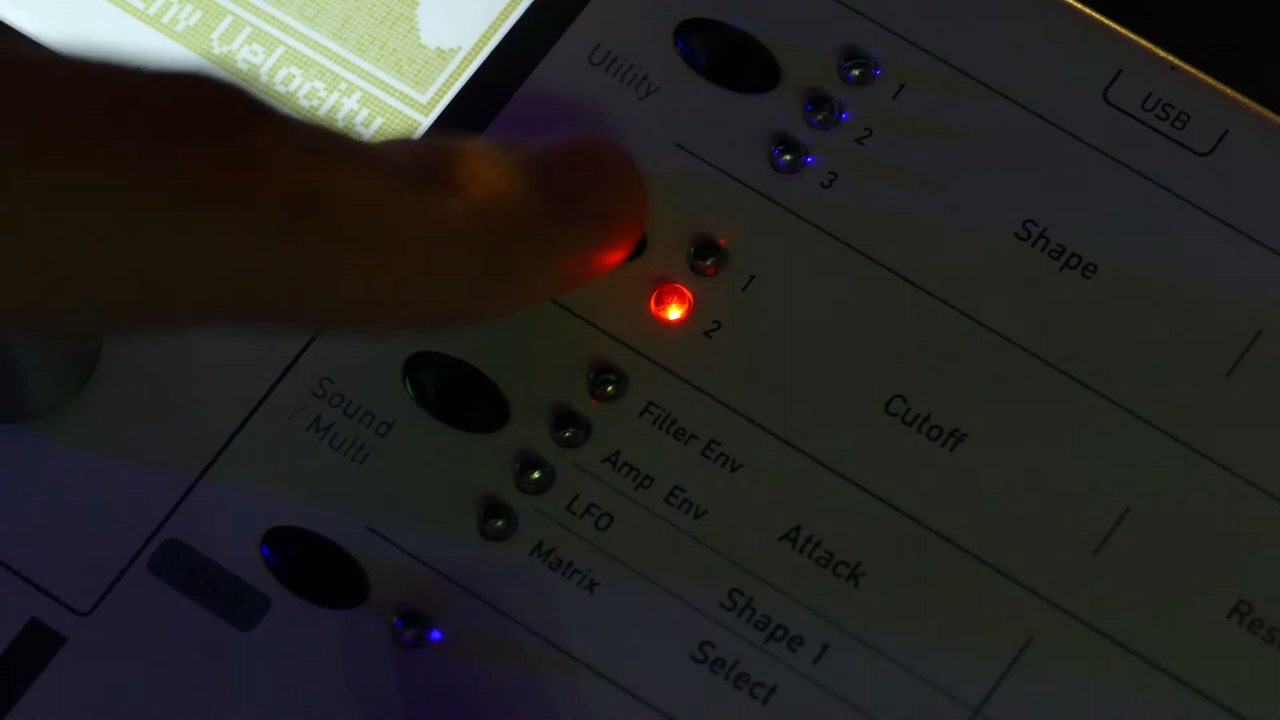 Env Velocity
Utility
1
2
3
USB
Shape
1
2
Cutoff
Sound
/ Multi
Filter Env
Amp Env
LFO
Matrix
Attack
Shape 1
Select